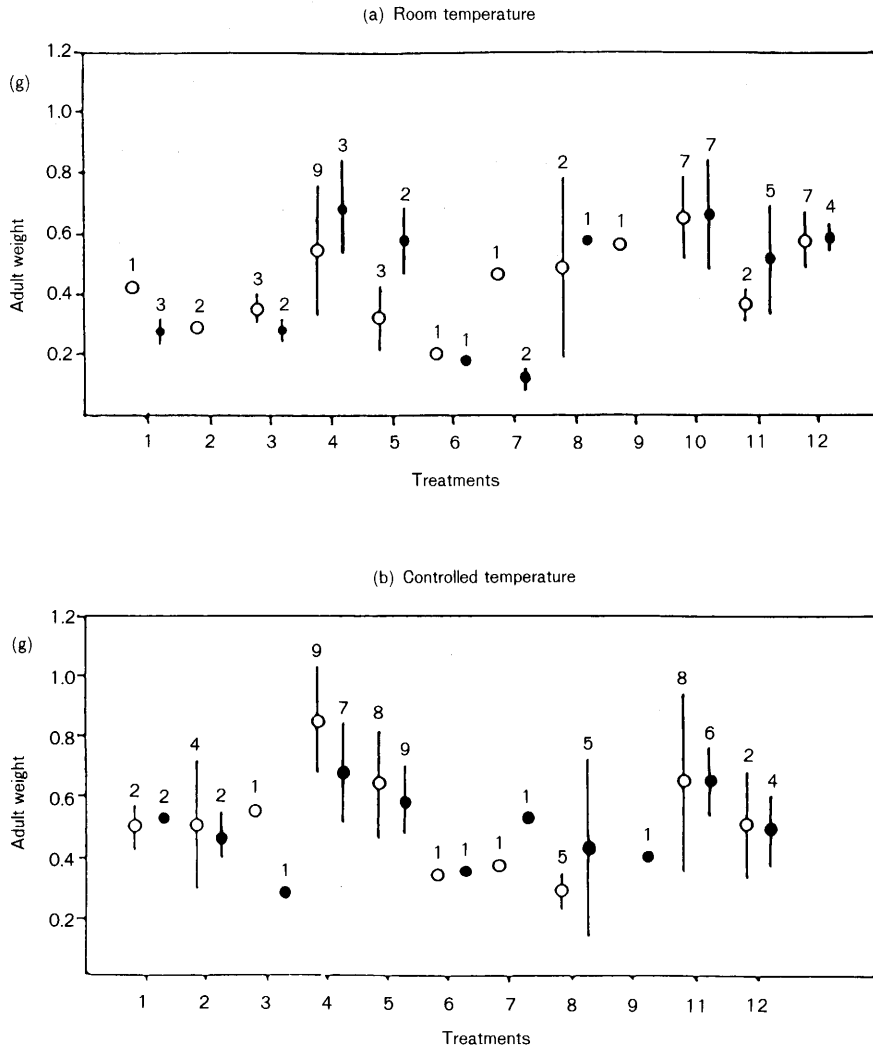 (a) Room temperature
1.2
(g)
1.0
0.8
0.6
0.4
0.2
Adult weight
1 3 2 3 2 9 3 3 2 1 1 1 2 2 1 1 7 7 2 5 7 4
1 2 3 4 5 6 7 8 9 10 11 12
Treatments
(b) Controlled temperature
1.2
(g)
1.0
0.8
0.6
0.4
0.2
Adult weight
2 2 4 2 1 1 9 7 8 9 1 1 1 1 5 5 1 8 6 2 4
1 2 3 4 5 6 7 8 9 11 12
Treatments